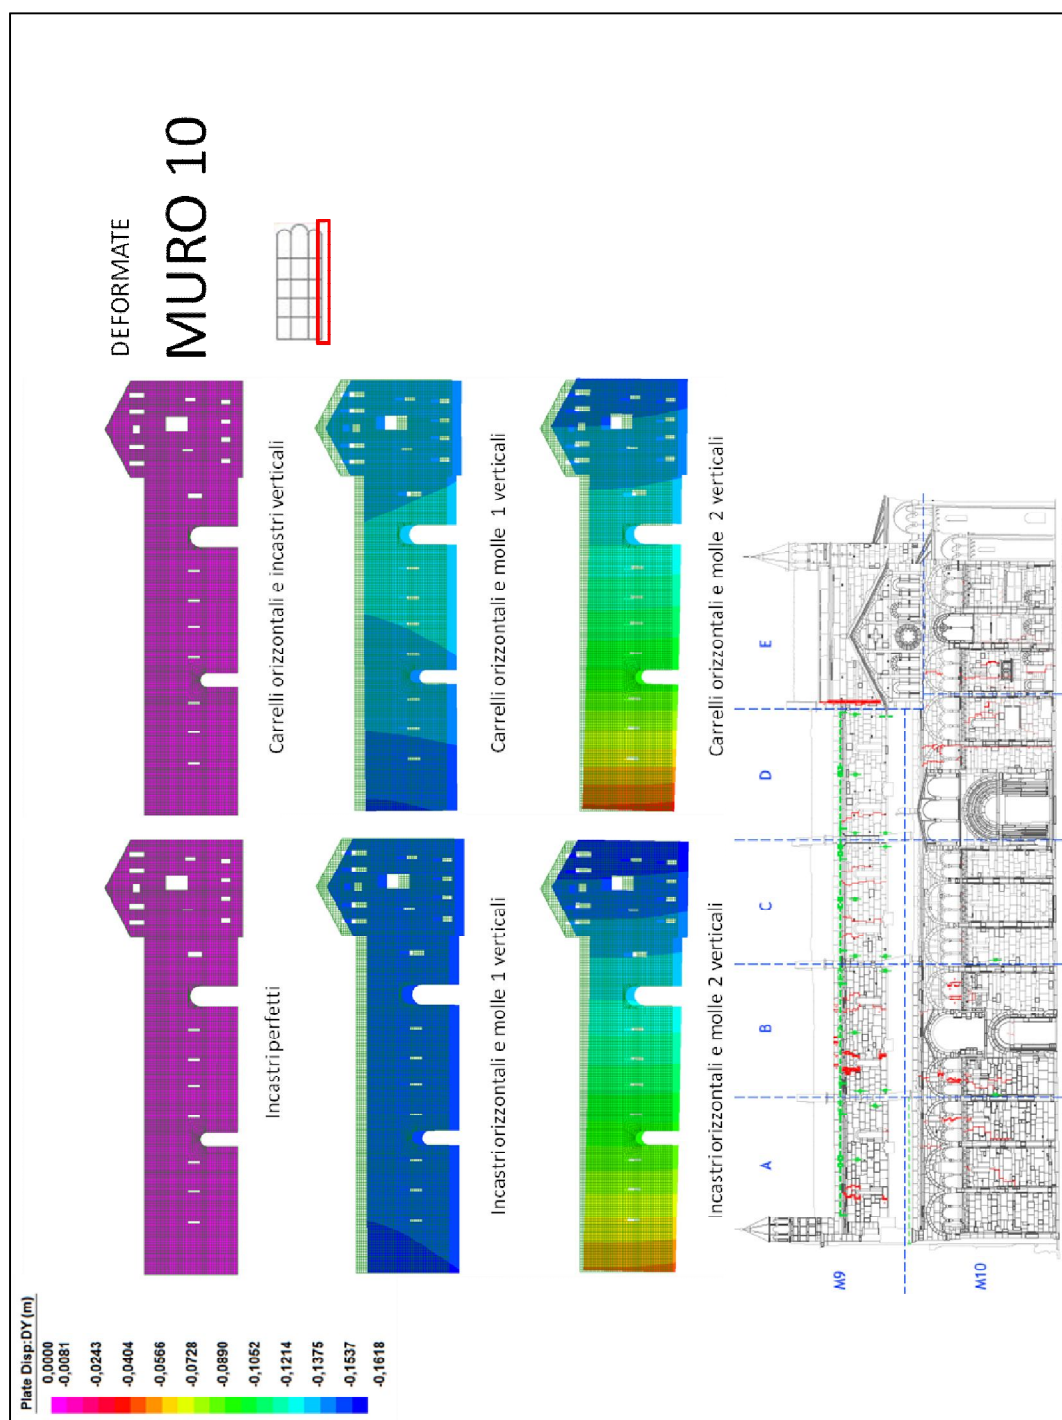 DEFORMATE
MURO 10
Plate Disp:DY (m)
0,0000
-0,0081
-0,0243
-0,0404
-0,0566
-0,0728
-0,0890
-0,1052
-0,1214
-0,1375
-0,1537
-0,1618
Incastri perfetti
Carrelli orizzontali e incastri verticali
Incastri orizzontali e molle 1 verticali
Carrelli orizzontali e molle 1 verticali
Incastri orizzontali e molle 2 verticali
Carrelli orizzontali e molle 2 verticali
A
B
C
D
E
M9
M10